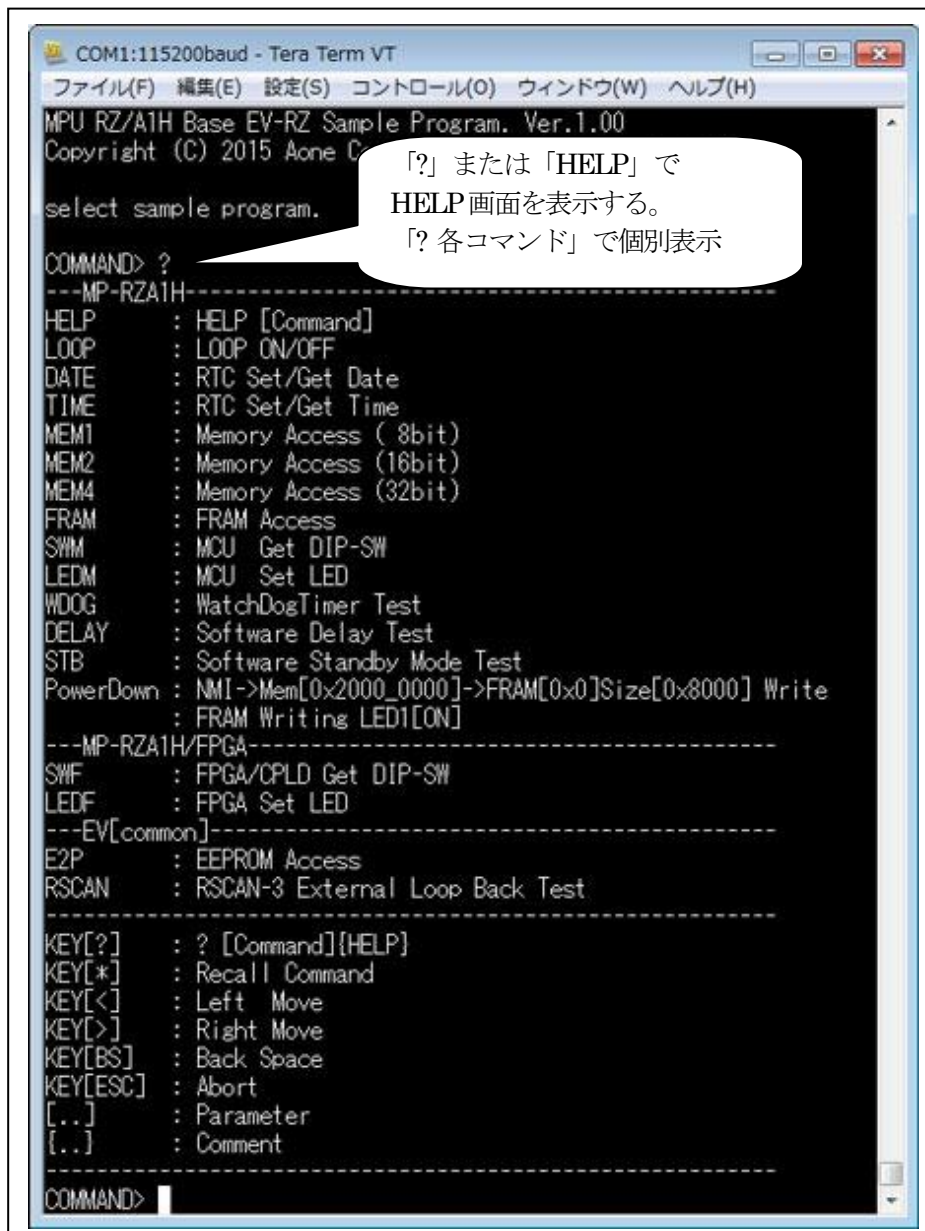 COM1:115200baud - Tera Term VT
ファイル(F) 編集(E) 設定(S) コントロール(O) ウィンドウ(W) ヘルプ(H)
MPU RZ/A1H Base EV-RZ Sample Program. Ver.1.00
Copyright (C) 2015 Aone
「?」または「HELP」で
HELP画面を表示する。
「? 各コマンド」で個別表示
select sample program.
COMMAND> ?
---MP-RZA1H------------------------------------------------
HELP : HELP [Command]
LOOP : LOOP ON/OFF
DATE : RTC Set/Get Date
TIME : RTC Set/Get Time
MEM1 : Memory Access ( 8bit)
MEM2 : Memory Access (16bit)
MEM4 : Memory Access (32bit)
FRAM : FRAM Access
SWM : MCU Get DIP-SW
LEDM : MCU Set LED
WDOG : WatchDogTimer Test
DELAY : Software Delay Test
STB : Software Standby Mode Test
PowerDown : NMI->Mem[0x2000_0000]->FRAM[0x0]Size[0x8000] Write
: FRAM Writing LED1[ON]
---MP-RZA1H/FPGA-------------------------------------------
SWF : FPGA/CPLD Get DIP-SW
LEDF : FPGA Set LED
---EV[common]----------------------------------------------
E2P : EEPROM Access
RSCAN : RSCAN-3 External Loop Back Test
-----------------------------------------------------------
KEY[?] : ? [Command]{HELP}
KEY[*] : Recall Command
KEY[<] : Left Move
KEY[>] : Right Move
KEY[BS] : Back Space
KEY[ESC] : Abort
[..] : Parameter
{..} : Comment
-----------------------------------------------------------
COMMAND>